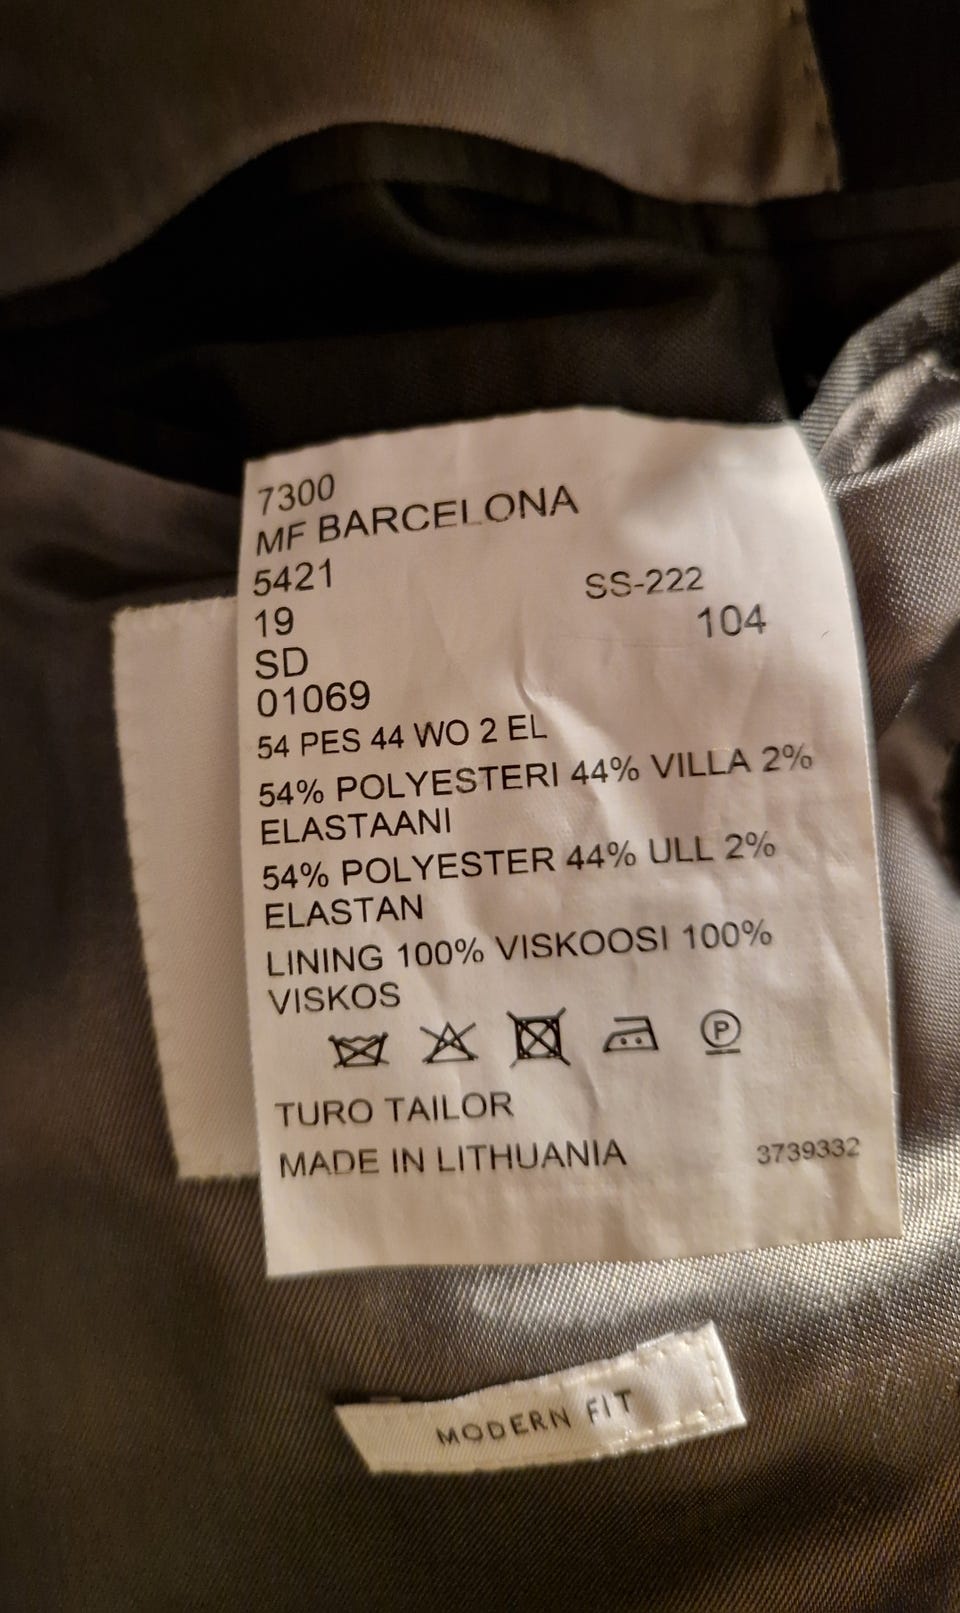 7300
MF BARCELONA
5421 SS-222
19 104
SD
01069
54 PES 44 WO 2 EL
54% POLYESTERI 44% VILLA 2%
ELASTAANI
54% POLYESTER 44% ULL 2%
ELASTAN
LINING 100% VISKOOSI 100%
VISKOS
P
TURO TAILOR
MADE IN LITHUANIA 3739332
MODERN FIT